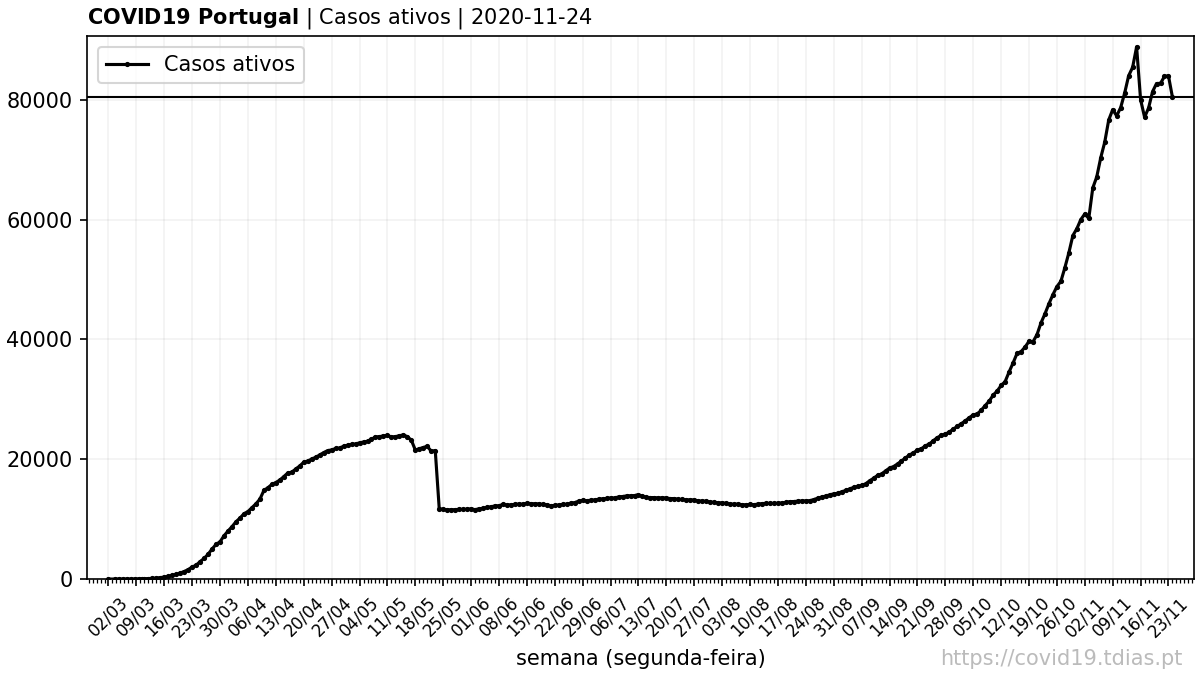 COVID19 Portugal | Casos ativos | 2020-11-24
Casos ativos
80000
60000
40000
20000
0
02/03 09/03 16/03 23/03 30/03 06/04 13/04 20/04 27/04 04/05 11/05 18/05 25/05 01/06 08/06 15/06 22/06 29/06 06/07 13/07 20/07 27/07 03/08 10/08 17/08 24/08 31/08 07/09 14/09 21/09 28/09 05/10 12/10 19/10 26/10 02/11 09/11 16/11 23/11
semana (segunda-feira)
https://covid19.tdias.pt